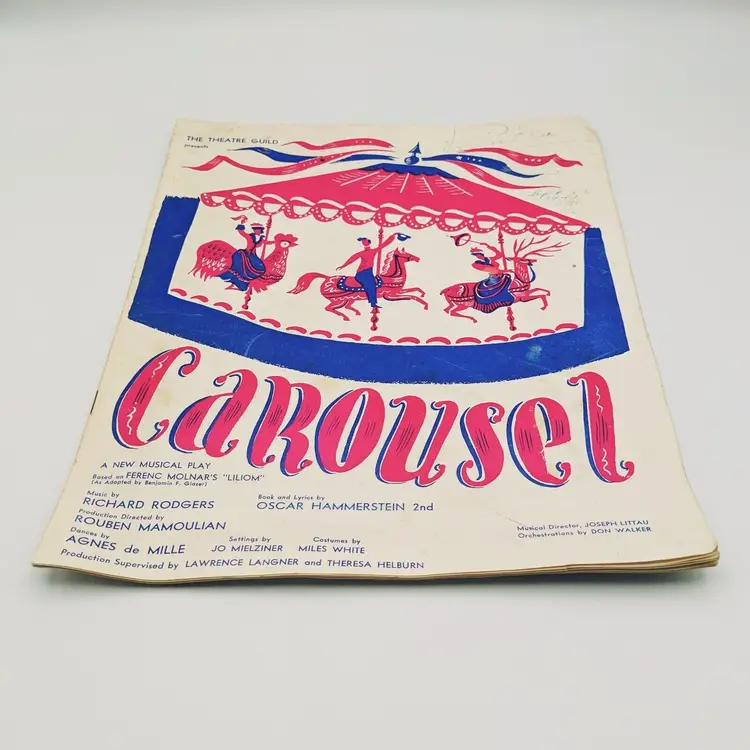 THE THEATRE GUILD
presents
CAROUSEL
A NEW MUSICAL PLAY
Based on FERENC MOLNAR'S "LILIOM"
(As Adapted by Benjamin F. Glazer)
Music by
RICHARD RODGERS
Book and Lyrics by
OSCAR HAMMERSTEIN 2nd
Production Directed by
ROUBEN MAMOULIAN
Dances by
AGNES de MILLE
Settings by
JO MIELZINER
Costumes by
MILES WHITE
Musical Director, JOSEPH LITTAU
Orchestrations by DON WALKER
Production Supervised by LAWRENCE LANGNER and THERESA HELBURN